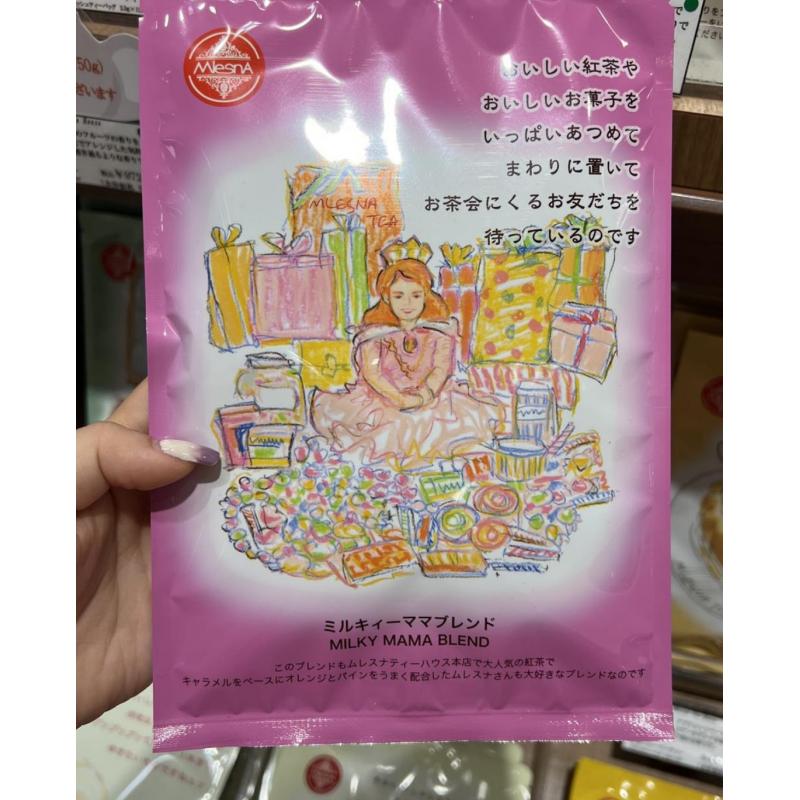 MlesnA
おいしい紅茶や
おいしいお菓子を
いっぱいあつめて
まわりに置いて
お茶会にくるお友だちを
待っているのです
MLESNA
TEA
ミルキィーママブレンド
MILKY MAMA BLEND
このブレンドもムレスナティーハウス本店で大人気の紅茶で
キャラメルをベースにオレンジとパインをうまく配合したムレスナさんも大好きなブレンドなのです